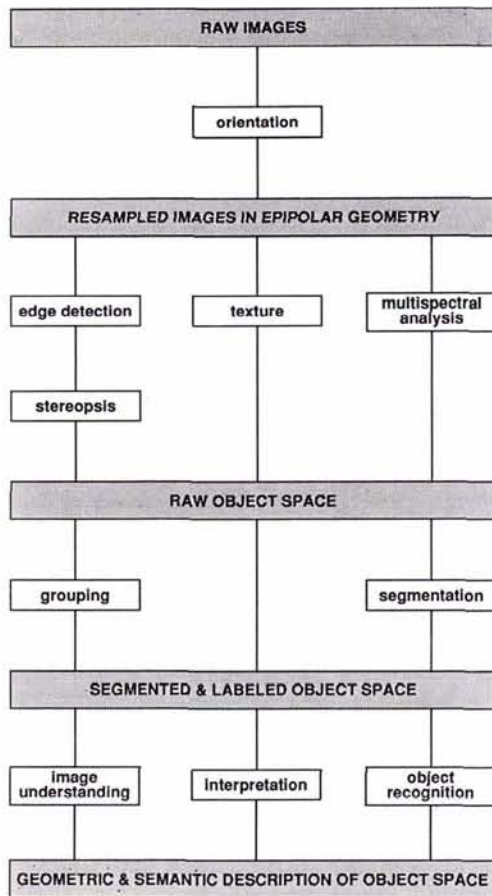 RAW IMAGES
orientation
RESAMPLED IMAGES IN EPIPOLAR GEOMETRY
edge detection
texture
multispectral
analysis
stereopsis
RAW OBJECT SPACE
grouping
segmentation
SEGMENTED & LABELED OBJECT SPACE
image
understanding
interpretation
object
recognition
GEOMETRIC & SEMANTIC DESCRIPTION OF OBJECT SPACE